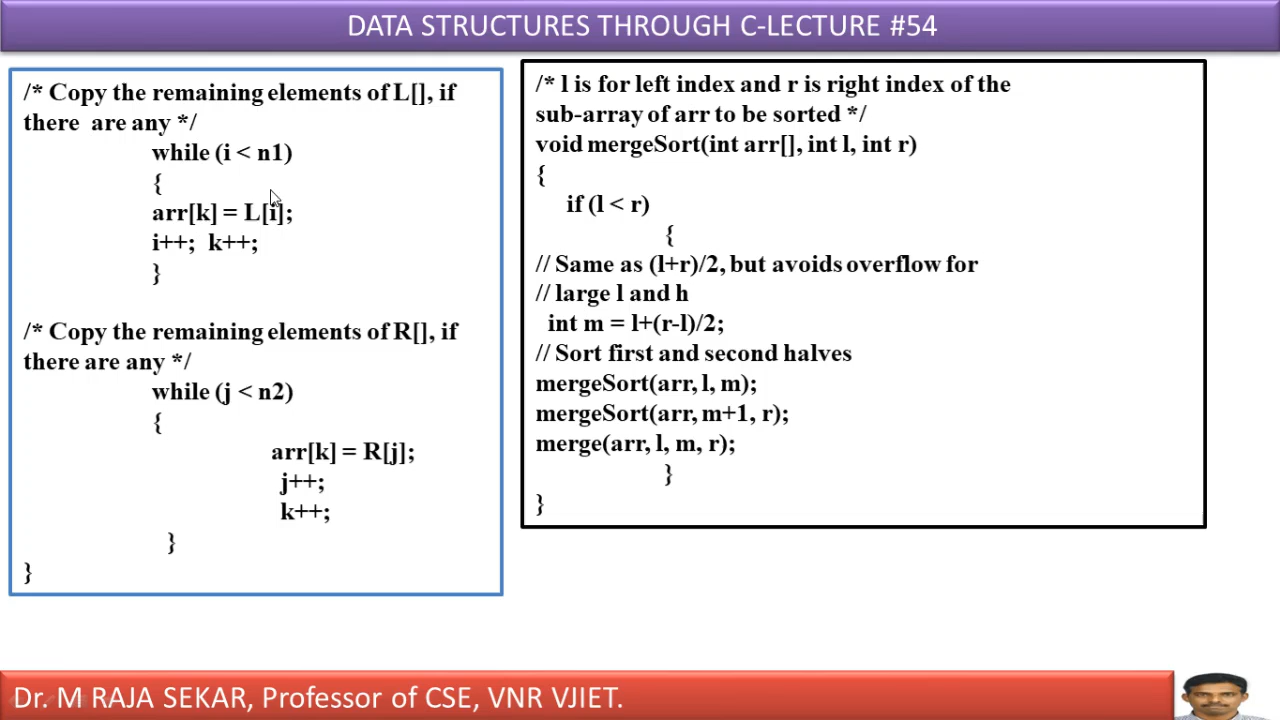 DATA STRUCTURES THROUGH C-LECTURE #54
/* Copy the remaining elements of L[], if
there are any */
while (i < n1)
{
arr[k] = L[i];
i++; k++;
}
/* Copy the remaining elements of R[], if
there are any */
while (j < n2)
{
arr[k] = R[j];
j++;
k++;
}
}
/* l is for left index and r is right index of the
sub-array of arr to be sorted */
void mergeSort(int arr[], int l, int r)
{
if (l < r)
{
// Same as (l+r)/2, but avoids overflow for
// large l and h
int m = l+(r-l)/2;
// Sort first and second halves
mergeSort(arr, l, m);
mergeSort(arr, m+1, r);
merge(arr, l, m, r);
}
}
Dr. M RAJA SEKAR, Professor of CSE, VNR VJIET.